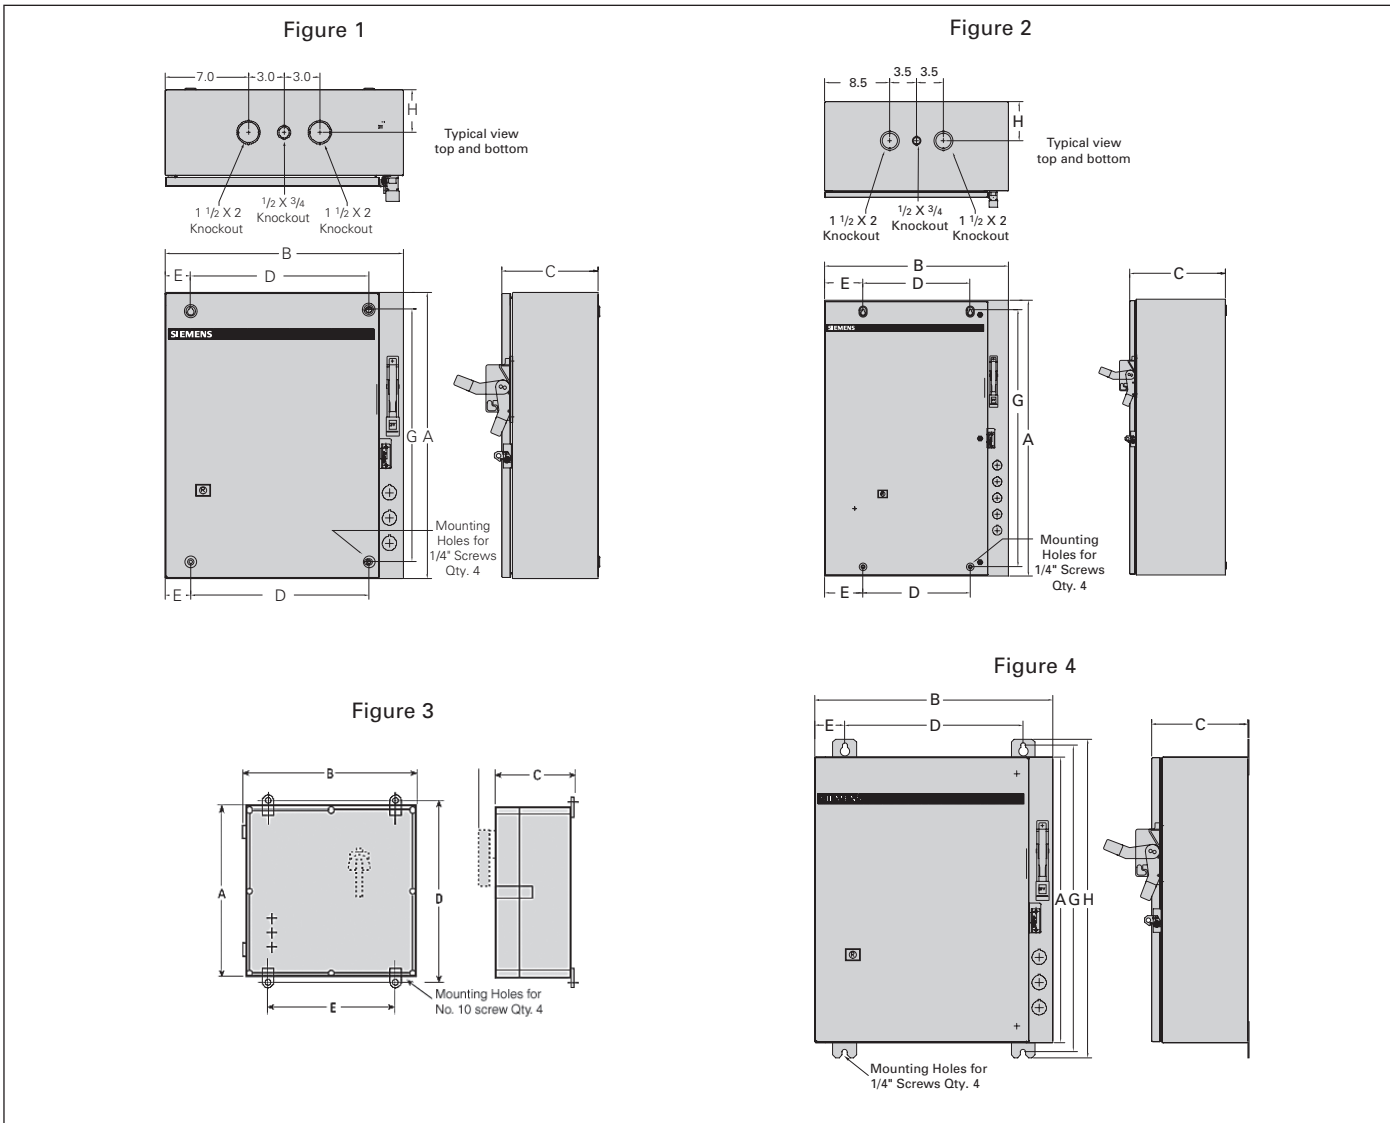 Figure 1
7.0
3.0
3.0
H
Typical view
top and bottom
1 1/2 X 2
Knockout
1/2 X 3/4
Knockout
1 1/2 X 2
Knockout
B
E
D
C
SIEMENS
G
A
Mounting
Holes for
1/4" Screws
Qty. 4
E
D
Figure 2
8.5
3.5
3.5
H
Typical view
top and bottom
1 1/2 X 2
Knockout
1/2 X 3/4
Knockout
1 1/2 X 2
Knockout
B
E
D
C
SIEMENS
G
A
Mounting
Holes for
1/4" Screws
Qty. 4
E
D
Figure 3
B
C
A
D
E
Mounting Holes for
No. 10 screw Qty. 4
Figure 4
B
E
D
C
SIEMENS
A
G
H
R
Mounting Holes for
1/4" Screws Qty. 4